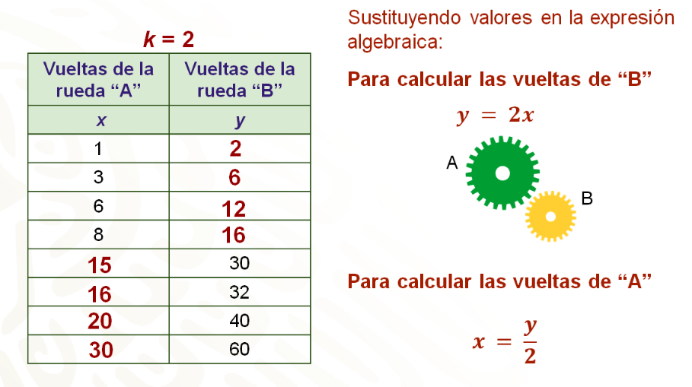 k = 2
Vueltas de la rueda “A” Vueltas de la rueda “B”
x y
1 2
3 6
6 12
8 16
15 30
16 32
20 40
30 60
Sustituyendo valores en la expresión
algebraica:
Para calcular las vueltas de “B”
y = 2x
A
B
Para calcular las vueltas de “A”
x = y/2